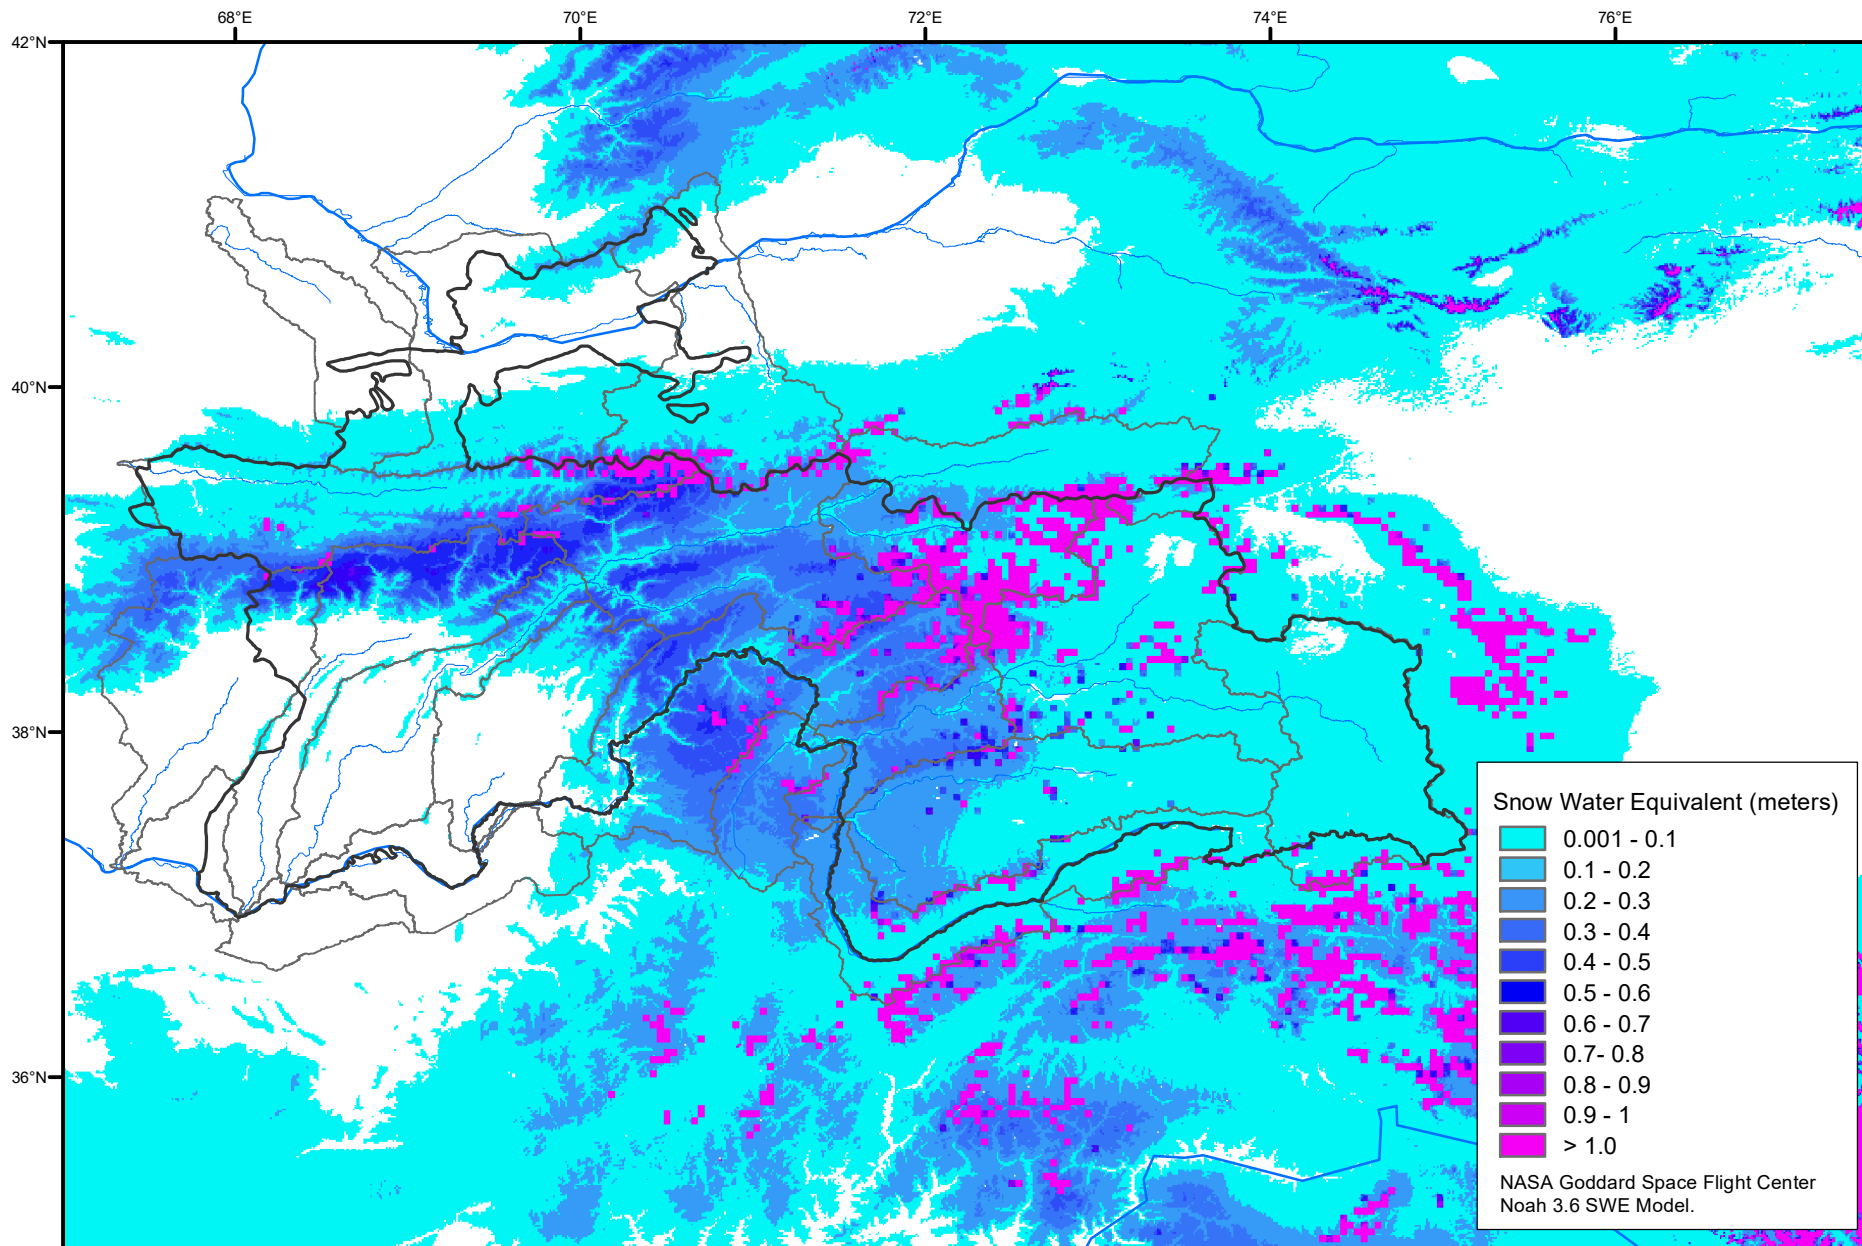 68°E 70°E 72°E 74°E 76°E
42°N
40°N
38°N
36°N
Snow Water Equivalent (meters)
0.001 - 0.1
0.1 - 0.2
0.2 - 0.3
0.3 - 0.4
0.4 - 0.5
0.5 - 0.6
0.6 - 0.7
0.7- 0.8
0.8 - 0.9
0.9 - 1
> 1.0
NASA Goddard Space Flight Center
Noah 3.6 SWE Model.